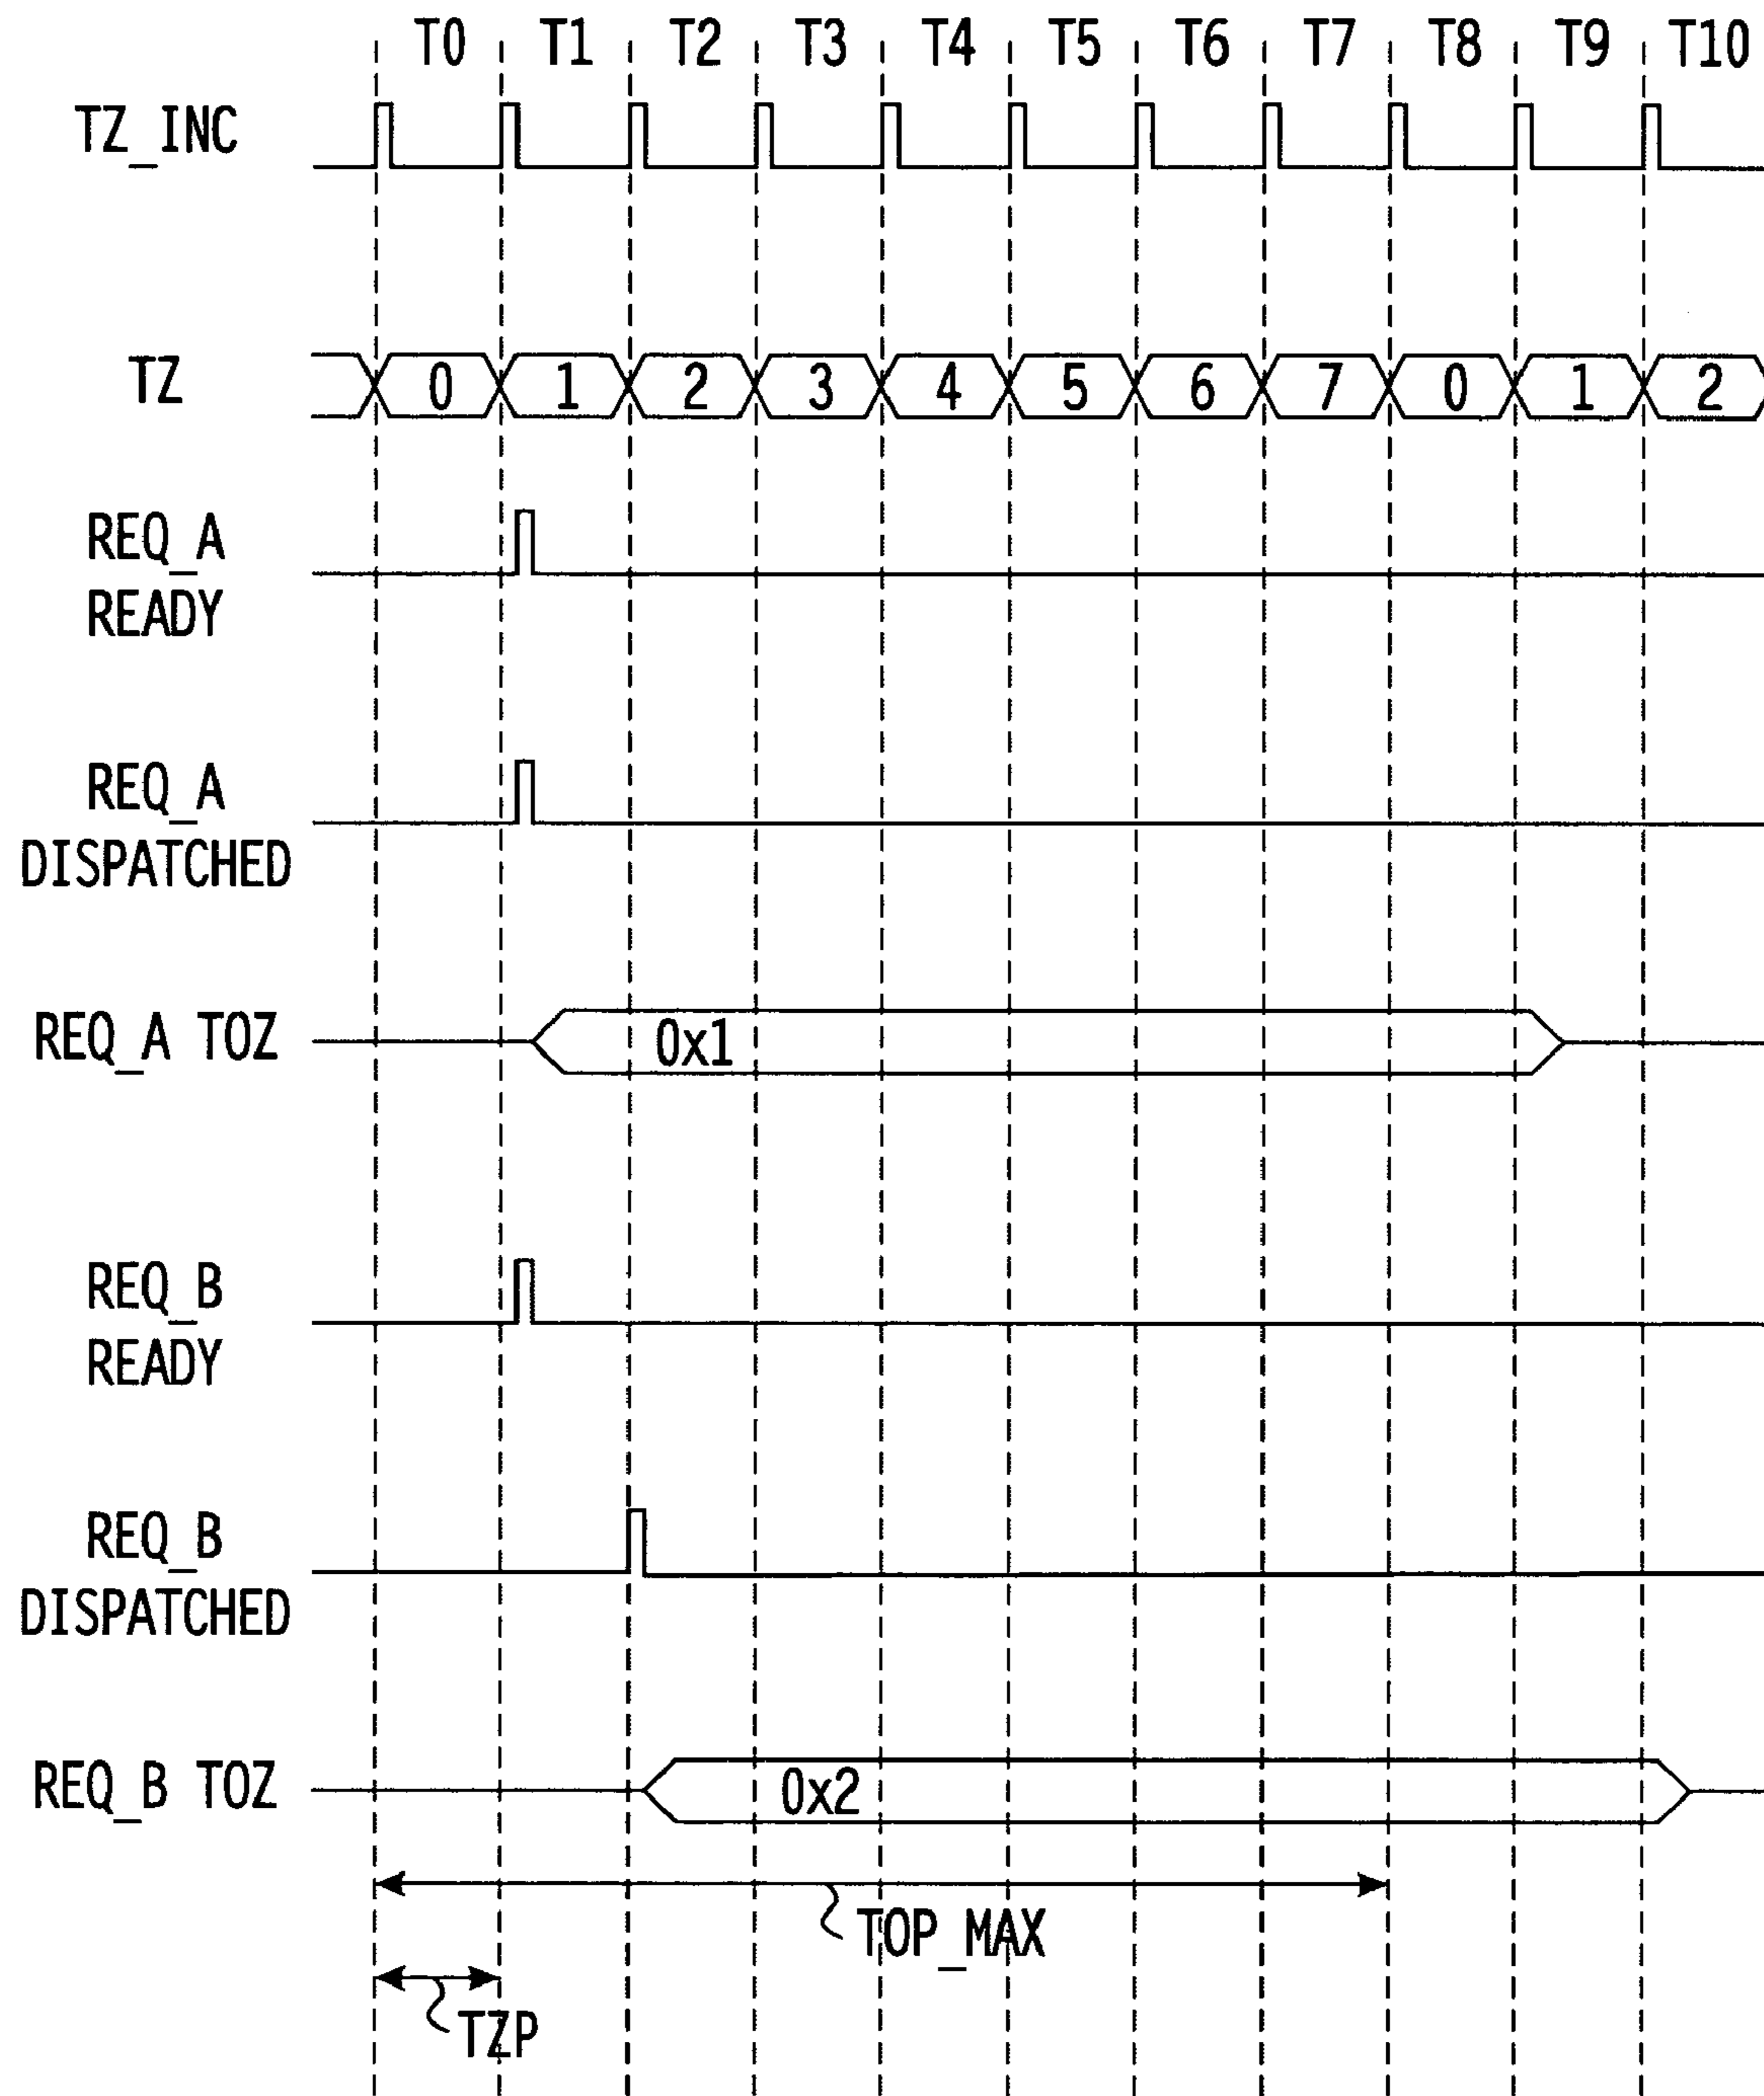 T0 T1 T2 T3 T4 T5 T6 T7 T8 T9 T10
TZ_INC
TZ 0 1 2 3 4 5 6 7 0 1 2
REQ_A
READY
REQ_A
DISPATCHED
REQ_A TOZ 0x1
REQ_B
READY
REQ_B
DISPATCHED
REQ_B TOZ 0x2
TOP_MAX
TZP